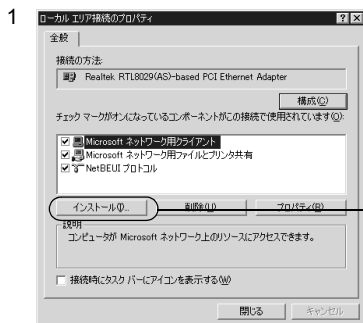 1
ローカル エリア接続のプロパティ
全般
接続の方法:
Realtek RTL8029(AS)-based PCI Ethernet Adapter
構成(C)
チェック マークがオンになっているコンポーネントがこの接続で使用されています(O):
Microsoft ネットワーク用クライアント
Microsoft ネットワーク用ファイルとプリンタ共有
NetBEUI プロトコル
インストール(I)... 削除(U) プロパティ(R)
説明
コンピュータが Microsoft ネットワーク上のリソースにアクセスできます。
接続時にタスク バーにアイコンを表示する(W)
閉じる キャンセル